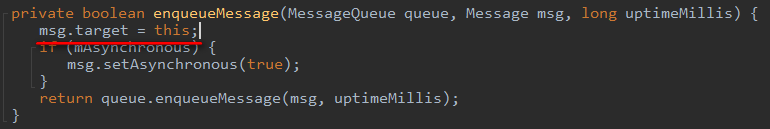 private boolean enqueueMessage(MessageQueue queue, Message msg, long uptimeMillis) {
    msg.target = this;
    if (mAsynchronous) {
        msg.setAsynchronous(true);
    }
    return queue.enqueueMessage(msg, uptimeMillis);
}